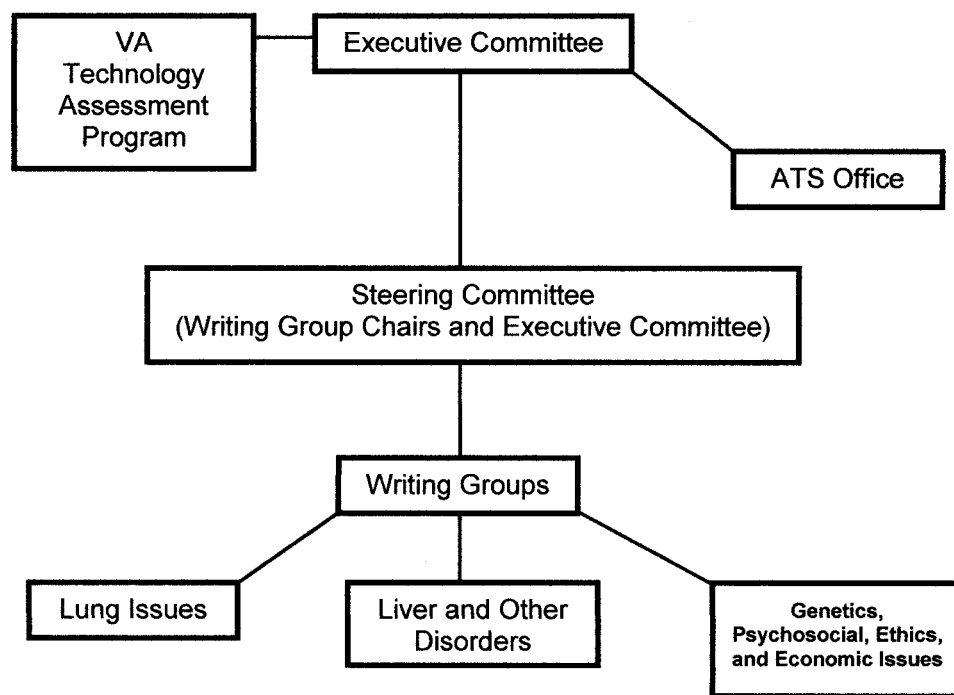 VA
Technology
Assessment
Program
Executive Committee
ATS Office
Steering Committee
(Writing Group Chairs and Executive Committee)
Writing Groups
Lung Issues
Liver and Other
Disorders
Genetics,
Psychosocial, Ethics,
and Economic Issues